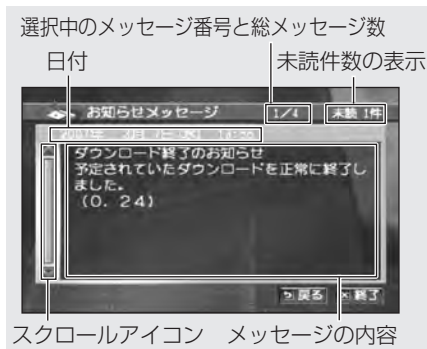 選択中のメッセージ番号と総メッセージ数
日付
未読件数の表示
お知らせメッセージ 1/4 未読 1件
ダウンロード終了のお知らせ
予定されていたダウンロードを正常に終了し
ました。
(0. 24)
戻る 終了
スクロールアイコン メッセージの内容